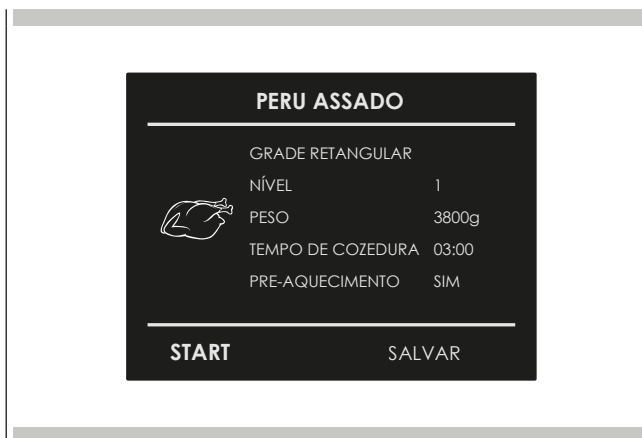 PERU ASSADO
GRADE RETANGULAR
NÍVEL 1
PESO 3800g
TEMPO DE COZEDURA 03:00
PRE-AQUECIMENTO SIM
START SALVAR